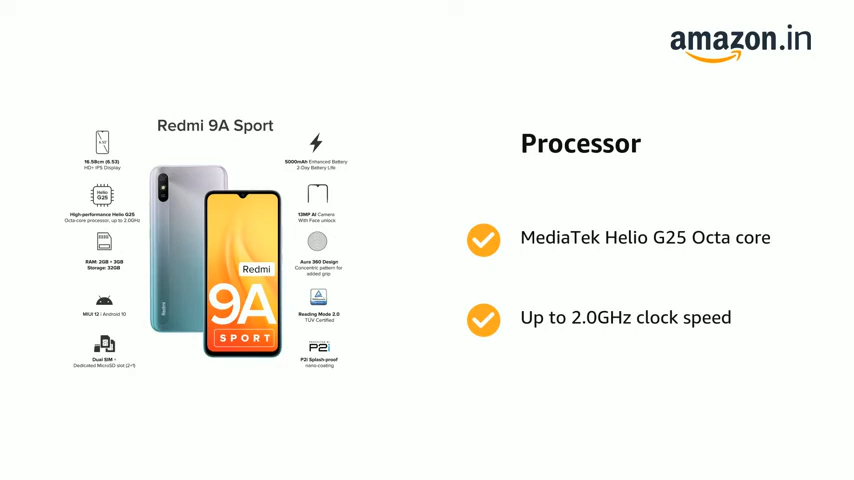 amazon.in
Redmi 9A Sport
16.58cm (6.53)
HD+ IPS Display
Helio
G25
High-performance Helio G25
Octa-core processor, up to 2.0GHz
RAM: 2GB + 3GB
Storage: 32GB
MIUI 12 | Android 10
Dual SIM +
Dedicated MicroSD slot (2+1)
Redmi
9A
SPORT
5000mAh Enhanced Battery
2-Day Battery Life
13MP AI Camera
With Face unlock
Aura 360 Design
Concentric pattern for
added grip
Reading Mode 2.0
TUV Certified
P2i
P2i Splash-proof
nano-coating
Processor
MediaTek Helio G25 Octa core
Up to 2.0GHz clock speed